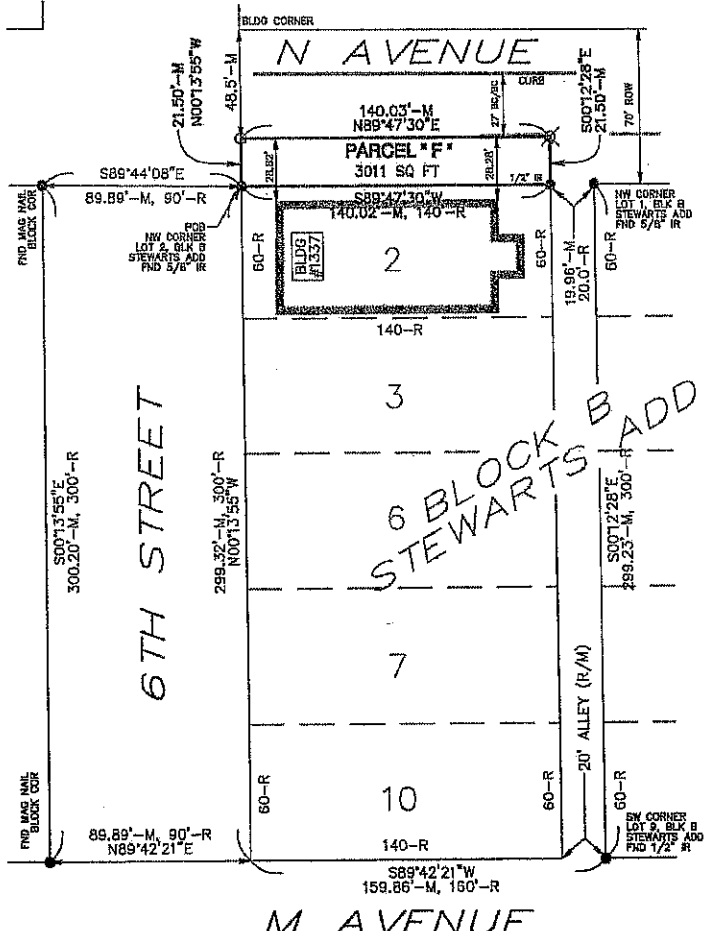 BLDG CORNER
N AVENUE
CURB
21.50'-M
N00°13'55"W
48.5'-M
140.03'-M
N89°47'30"E
27' BC/BC
S00°12'28"E
21.50'-M
70' ROW
PARCEL "F"
3011 SQ FT
28.82'
28.28'
1/2" IR
S89°44'08"E
89.89'-M, 90'-R
S89°47'30"W
140.02'-M, 140-R
FND MAG NAIL
BLOCK COR
POB
NW CORNER
LOT 2, BLK B
STEWARTS ADD
FND 5/8" IR
NW CORNER
LOT 1, BLK B
STEWARTS ADD
FND 5/8" IR
60-R
BLDG
#1337
2
60-R
19.96'-M
20.0'-R
60-R
140-R
3
6TH STREET
S00°13'55"E
300.20'-M, 300'-R
299.32'-M, 300'-R
N00°13'55"W
6 BLOCK B
STEWARTS ADD
S00°12'28"E
299.23'-M, 300'-R
7
20' ALLEY (R/M)
FND MAG NAIL
BLOCK COR
60-R
10
60-R
60-R
SW CORNER
LOT 9, BLK B
STEWARTS ADD
FND 1/2" IR
89.89'-M, 90'-R
N89°42'21"E
140-R
S89°42'21"W
159.86'-M, 160'-R
M AVENUE